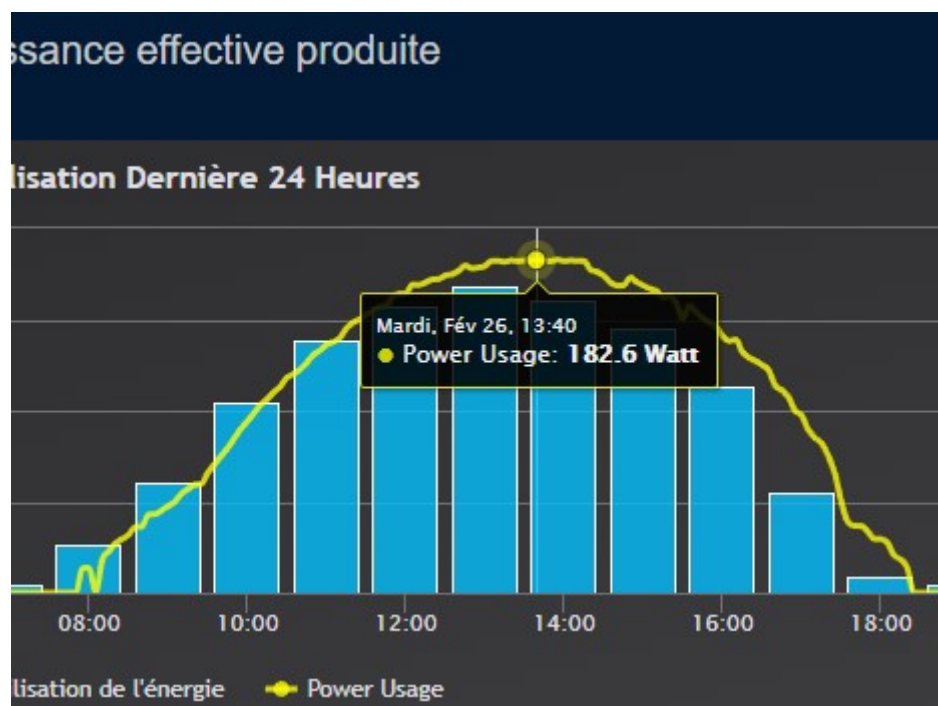 ssance effective produite
lisation Dernière 24 Heures
Mardi, Fév 26, 13:40
Power Usage: 182.6 Watt
08:00 10:00 12:00 14:00 16:00 18:00
lisation de l'énergie Power Usage